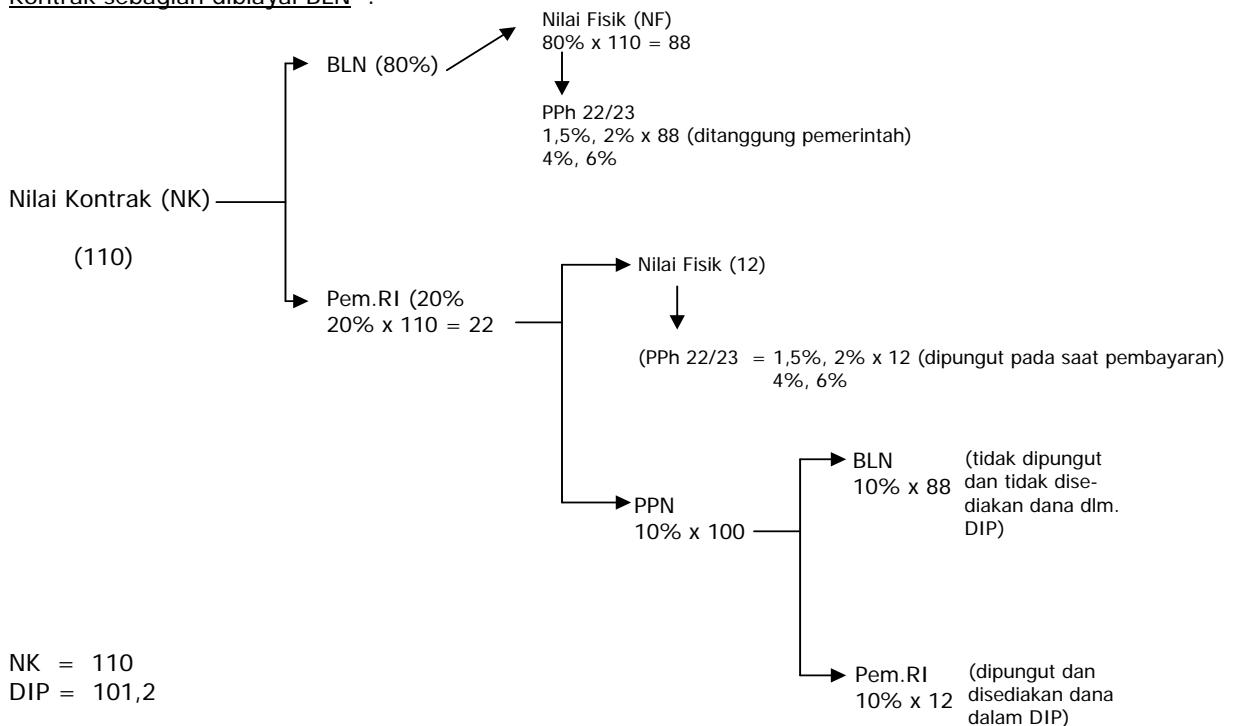 Kontrak sebagian dibiayai BLN :
Nilai Fisik (NF)
80% x 110 = 88
BLN (80%)
PPh 22/23
1,5%, 2% x 88 (ditanggung pemerintah)
4%, 6%
Nilai Kontrak (NK)
(110)
Nilai Fisik (12)
Pem.RI (20%
20% x 110 = 22
(PPh 22/23 = 1,5%, 2% x 12 (dipungut pada saat pembayaran)
4%, 6%
PPN
10% x 100
BLN
10% x 88
(tidak dipungut
dan tidak dise-
diakan dana dlm.
DIP)
NK = 110
DIP = 101,2
Pem.RI
10% x 12
(dipungut dan
disediakan dana
dalam DIP)